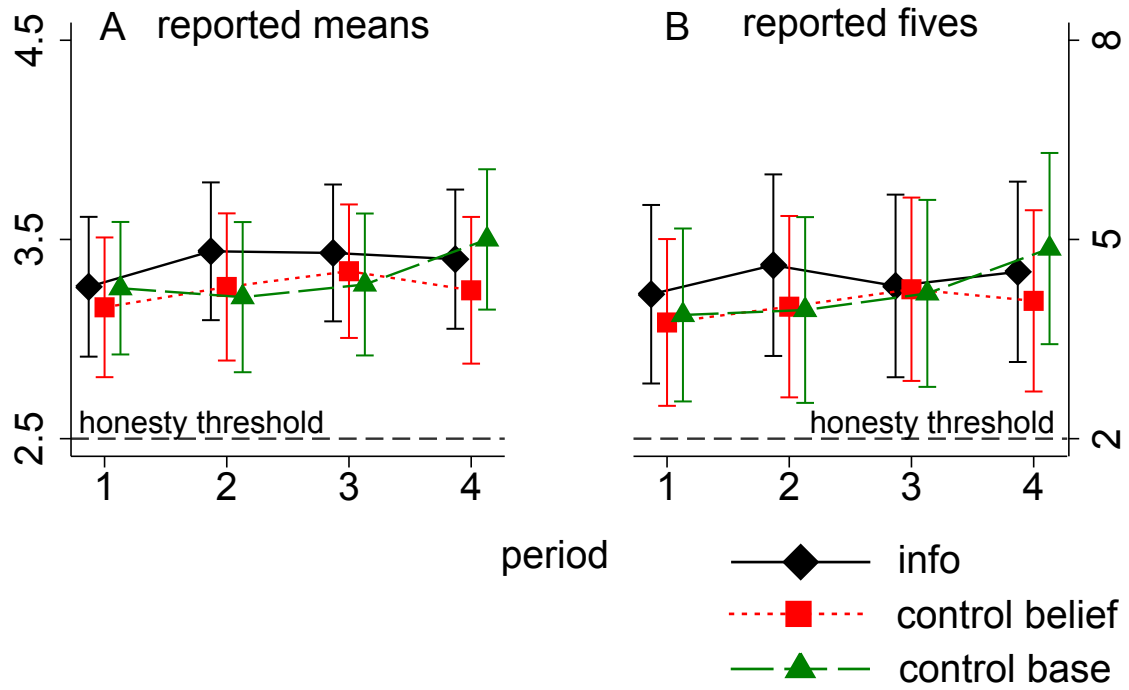 A reported means
B reported fives
4.5
3.5
2.5
8
5
2
honesty threshold
honesty threshold
1 2 3 4
1 2 3 4
period
info
control belief
control base